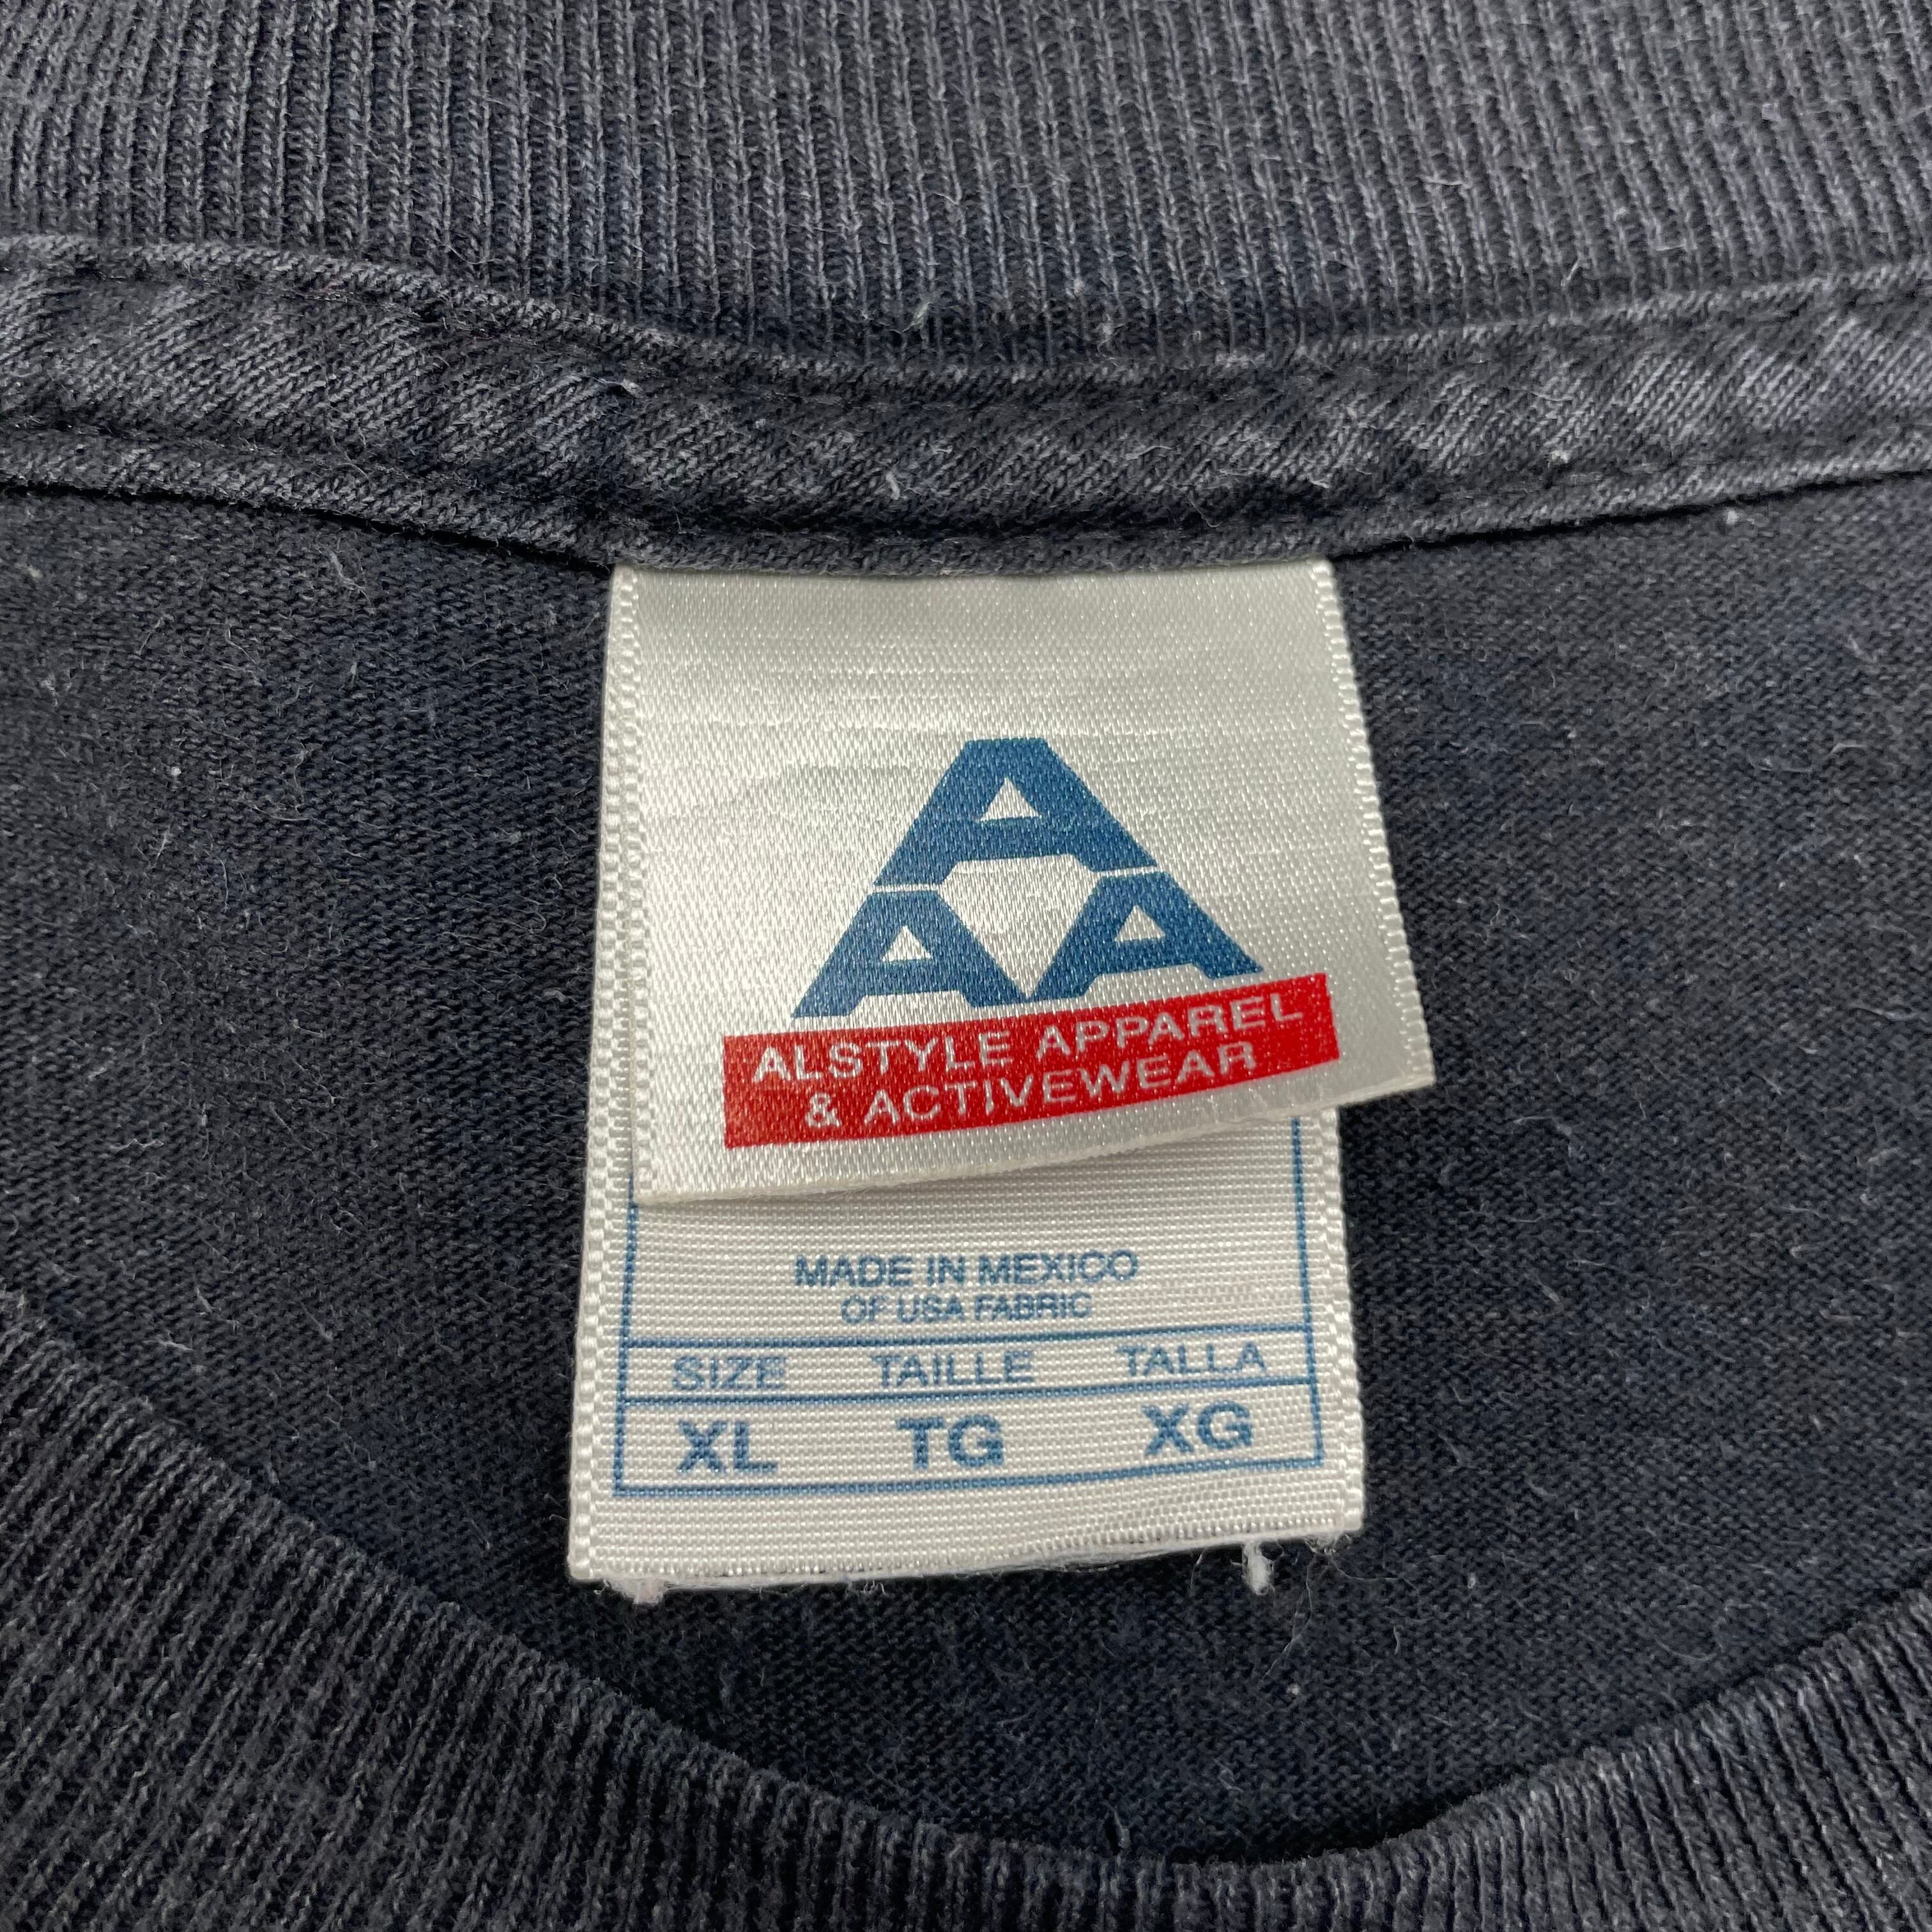 A
A A
ALSTYLE APPAREL
& ACTIVEWEAR
MADE IN MEXICO
OF USA FABRIC
SIZE TAILLE TALLA
XL TG XG